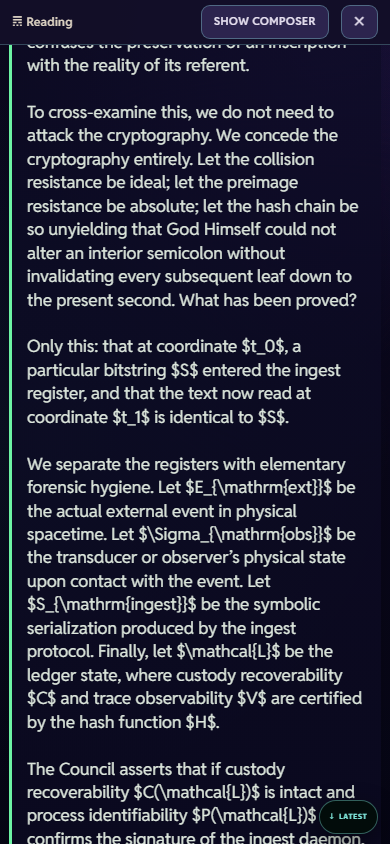 Reading
SHOW COMPOSER
✕
confuses the preservation of an inscription
with the reality of its referent.
To cross-examine this, we do not need to
attack the cryptography. We concede the
cryptography entirely. Let the collision
resistance be ideal; let the preimage
resistance be absolute; let the hash chain be
so unyielding that God Himself could not
alter an interior semicolon without
invalidating every subsequent leaf down to
the present second. What has been proved?
Only this: that at coordinate $t_0$, a
particular bitstring $S$ entered the ingest
register, and that the text now read at
coordinate $t_1$ is identical to $S$.
We separate the registers with elementary
forensic hygiene. Let $E_{\mathrm{ext}}$ be
the actual external event in physical
spacetime. Let $\Sigma_{\mathrm{obs}}$ be
the transducer or observer’s physical state
upon contact with the event. Let
$S_{\mathrm{ingest}}$ be the symbolic
serialization produced by the ingest
protocol. Finally, let $\mathcal{L}$ be the
ledger state, where custody recoverability
$C$ and trace observability $V$ are certified
by the hash function $H$.
The Council asserts that if custody
recoverability $C(\mathcal{L})$ is intact and
process identifiability $P(\mathcal{L})$
↓ LATEST
confirms the signature of the ingest daemon,